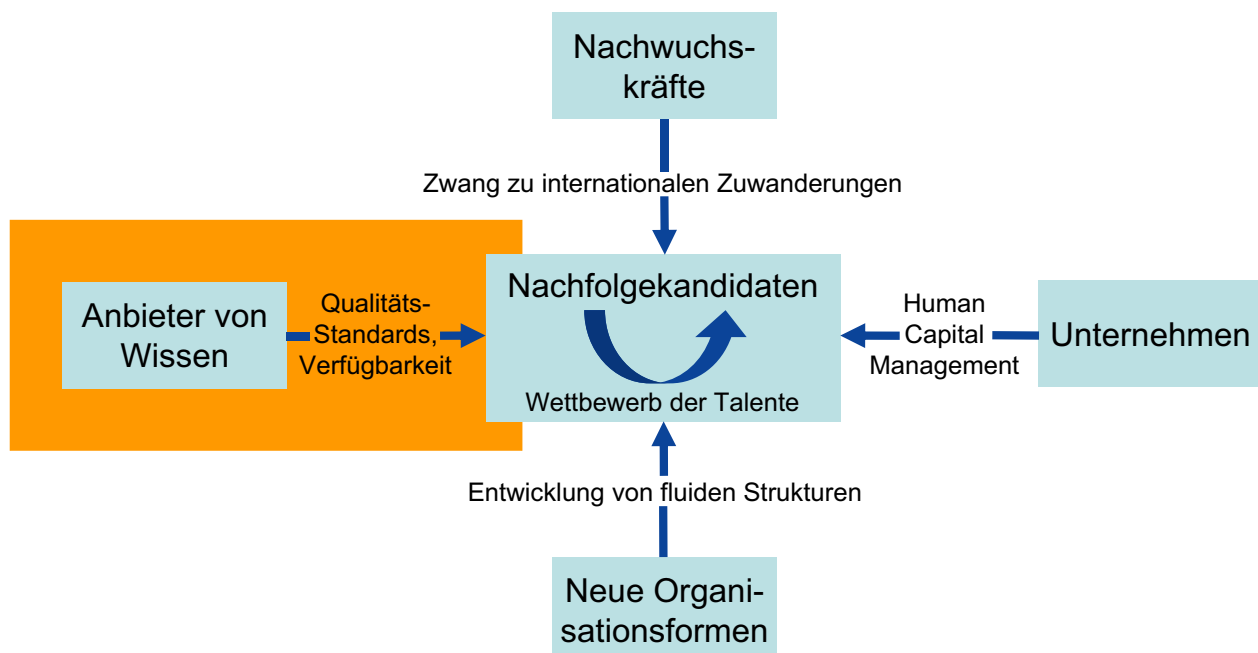 Nachwuchs-
kräfte
Zwang zu internationalen Zuwanderungen
Anbieter von
Wissen
Qualitäts-
Standards,
Verfügbarkeit
Nachfolgekandidaten
Wettbewerb der Talente
Human
Capital
Management
Unternehmen
Entwicklung von fluiden Strukturen
Neue Organi-
sationsformen